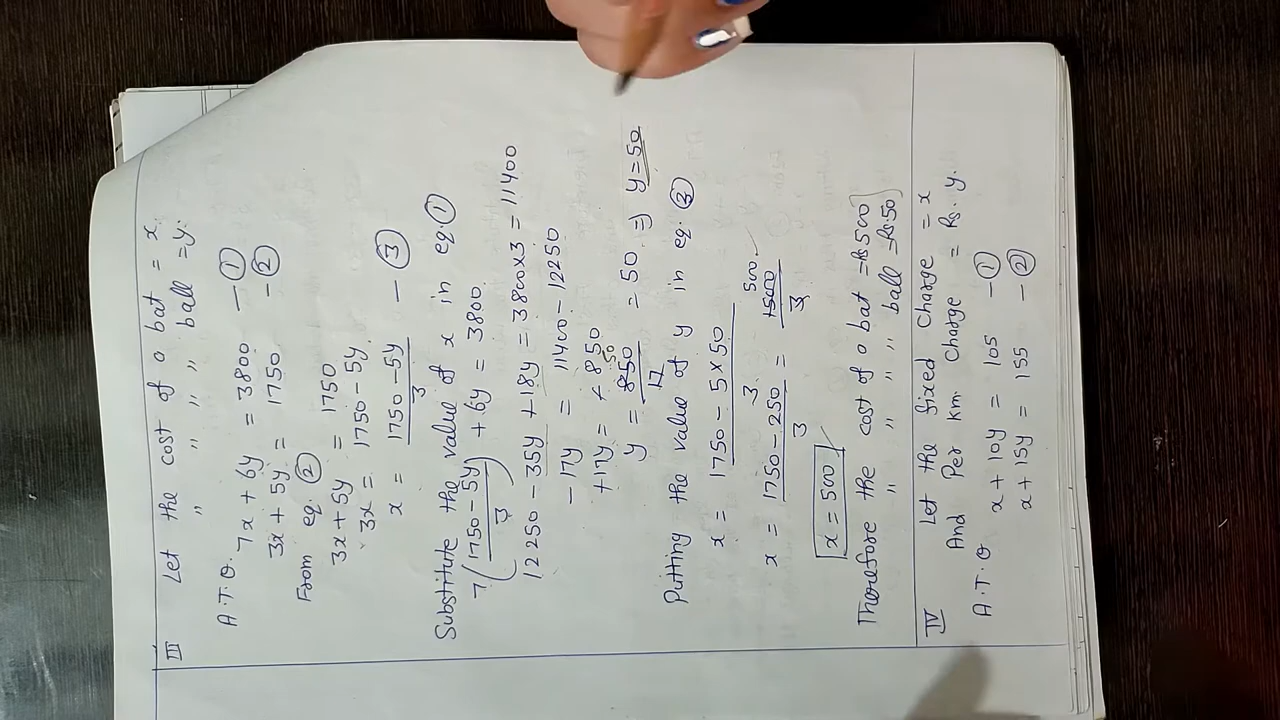 III Let the cost of a bat = x.
" " " " ball = y.
A.T.Q. 7x + 6y = 3800 - ①
3x + 5y = 1750 - ②
From eq. ②
3x + 5y = 1750
3x = 1750 - 5y
x = 1750 - 5y / 3 - ③
Substitute the value of x in eq. ①
7(1750 - 5y / 3) + 6y = 3800.
12250 - 35y + 18y = 3800x3 = 11400
-17y = 11400 - 12250
+17y = + 850
y = 850 / 17 50 = 50 => y = 50
Putting the value of y in eq. ③
x = 1750 - 5 x 50
3
x = 1750 - 250 / 3 = 1500 / 3 500
x = 500
Therefore the cost of a bat = Rs 500
" " " ball = Rs 50
IV Let the fixed charge = x
And Per km charge = Rs. y.
A.T.Q x + 10y = 105 - ①
x + 15y = 155 - ②